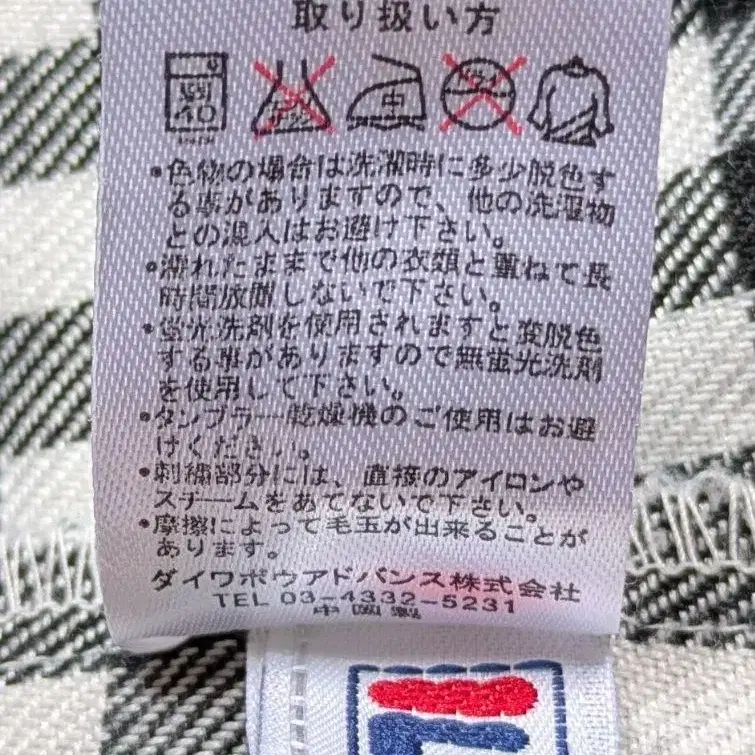 取り扱い方
弱
40
中
・色物の場合は洗濯時に多少脱色す
る事がありますので、他の洗濯物
との混入はお避け下さい。
・濡れたままで他の衣類と重ねて長
時間放置しないで下さい。
・蛍光洗剤を使用されますと変脱色
する事がありますので無蛍光洗剤
を使用して下さい。
・タンブラー乾燥機のご使用はお避
けください。
・刺繍部分には、直接のアイロンや
スチームをあてないで下さい。
・摩擦によって毛玉が出来ることが
あります。
ダイワボウアドバンス株式会社
TEL 03-4332-5231
中国製